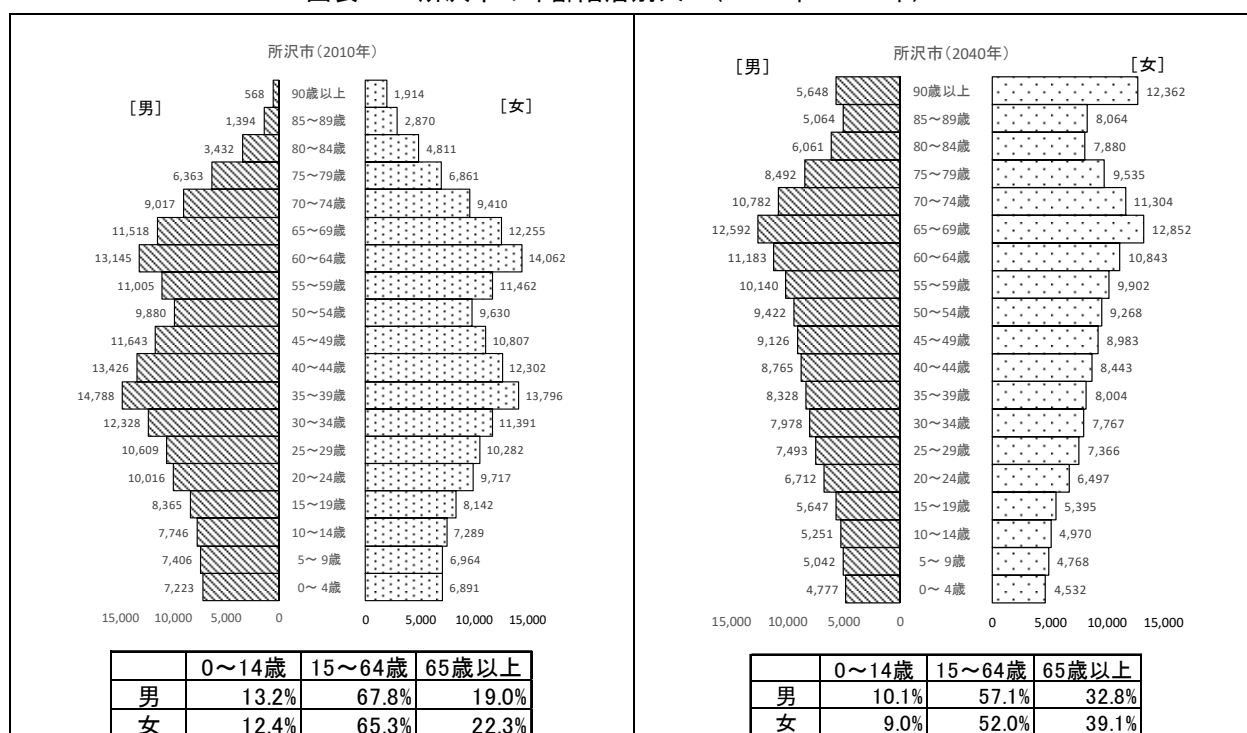 所沢市(2010年)
[男]
[女]
568 90歳以上 1,914
1,394 85～89歳 2,870
3,432 80～84歳 4,811
6,363 75～79歳 6,861
9,017 70～74歳 9,410
11,518 65～69歳 12,255
13,145 60～64歳 14,062
11,005 55～59歳 11,462
9,880 50～54歳 9,630
11,643 45～49歳 10,807
13,426 40～44歳 12,302
14,788 35～39歳 13,796
12,328 30～34歳 11,391
10,609 25～29歳 10,282
10,016 20～24歳 9,717
8,365 15～19歳 8,142
7,746 10～14歳 7,289
7,406 5～ 9歳 6,964
7,223 0～ 4歳 6,891
15,000 10,000 5,000 0 0 5,000 10,000 15,000
0～14歳 15～64歳 65歳以上
男 13.2% 67.8% 19.0%
女 12.4% 65.3% 22.3%
所沢市(2040年)
[男]
[女]
5,648 90歳以上 12,362
5,064 85～89歳 8,064
6,061 80～84歳 7,880
8,492 75～79歳 9,535
10,782 70～74歳 11,304
12,592 65～69歳 12,852
11,183 60～64歳 10,843
10,140 55～59歳 9,902
9,422 50～54歳 9,268
9,126 45～49歳 8,983
8,765 40～44歳 8,443
8,328 35～39歳 8,004
7,978 30～34歳 7,767
7,493 25～29歳 7,366
6,712 20～24歳 6,497
5,647 15～19歳 5,395
5,251 10～14歳 4,970
5,042 5～ 9歳 4,768
4,777 0～ 4歳 4,532
15,000 10,000 5,000 0 0 5,000 10,000 15,000
0～14歳 15～64歳 65歳以上
男 10.1% 57.1% 32.8%
女 9.0% 52.0% 39.1%